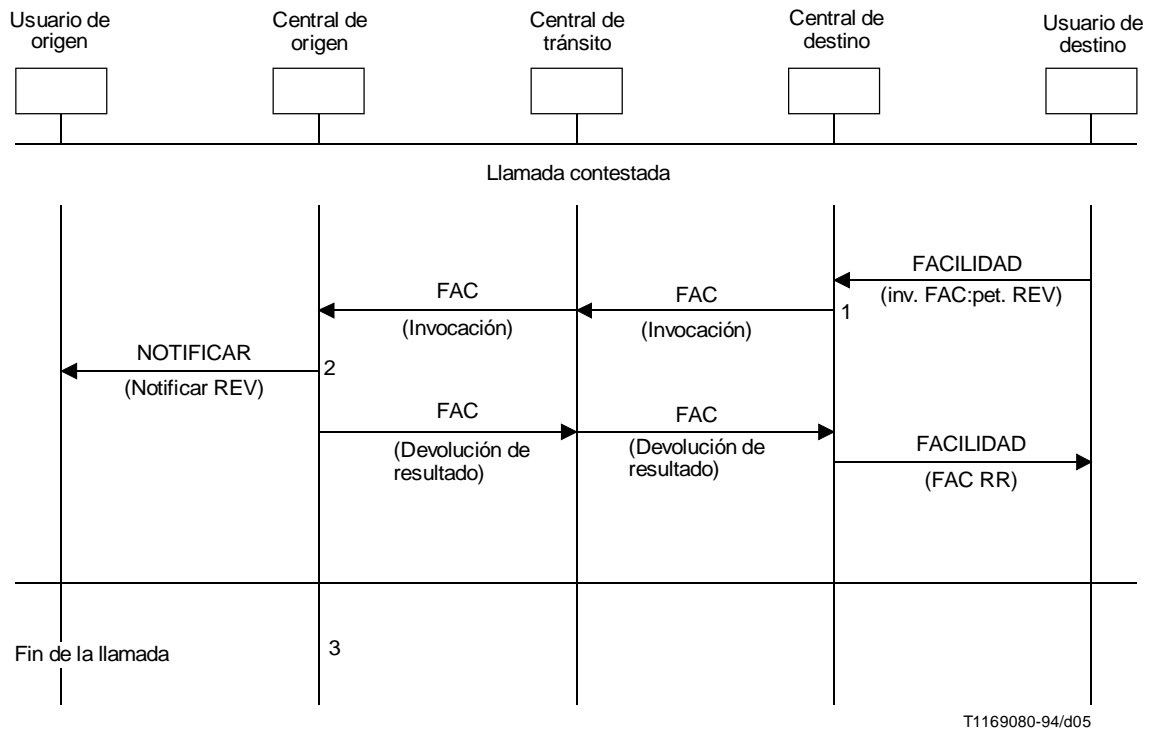 Usuario de
origen
Central de
origen
Central de
tránsito
Central de
destino
Usuario de
destino
Llamada contestada
FACILIDAD
(inv. FAC:pet. REV)
FAC
(Invocación)
FAC
(Invocación)
1
NOTIFICAR
(Notificar REV)
2
FAC
(Devolución de
resultado)
FAC
(Devolución de
resultado)
FACILIDAD
(FAC RR)
Fin de la llamada
3
T1169080-94/d05